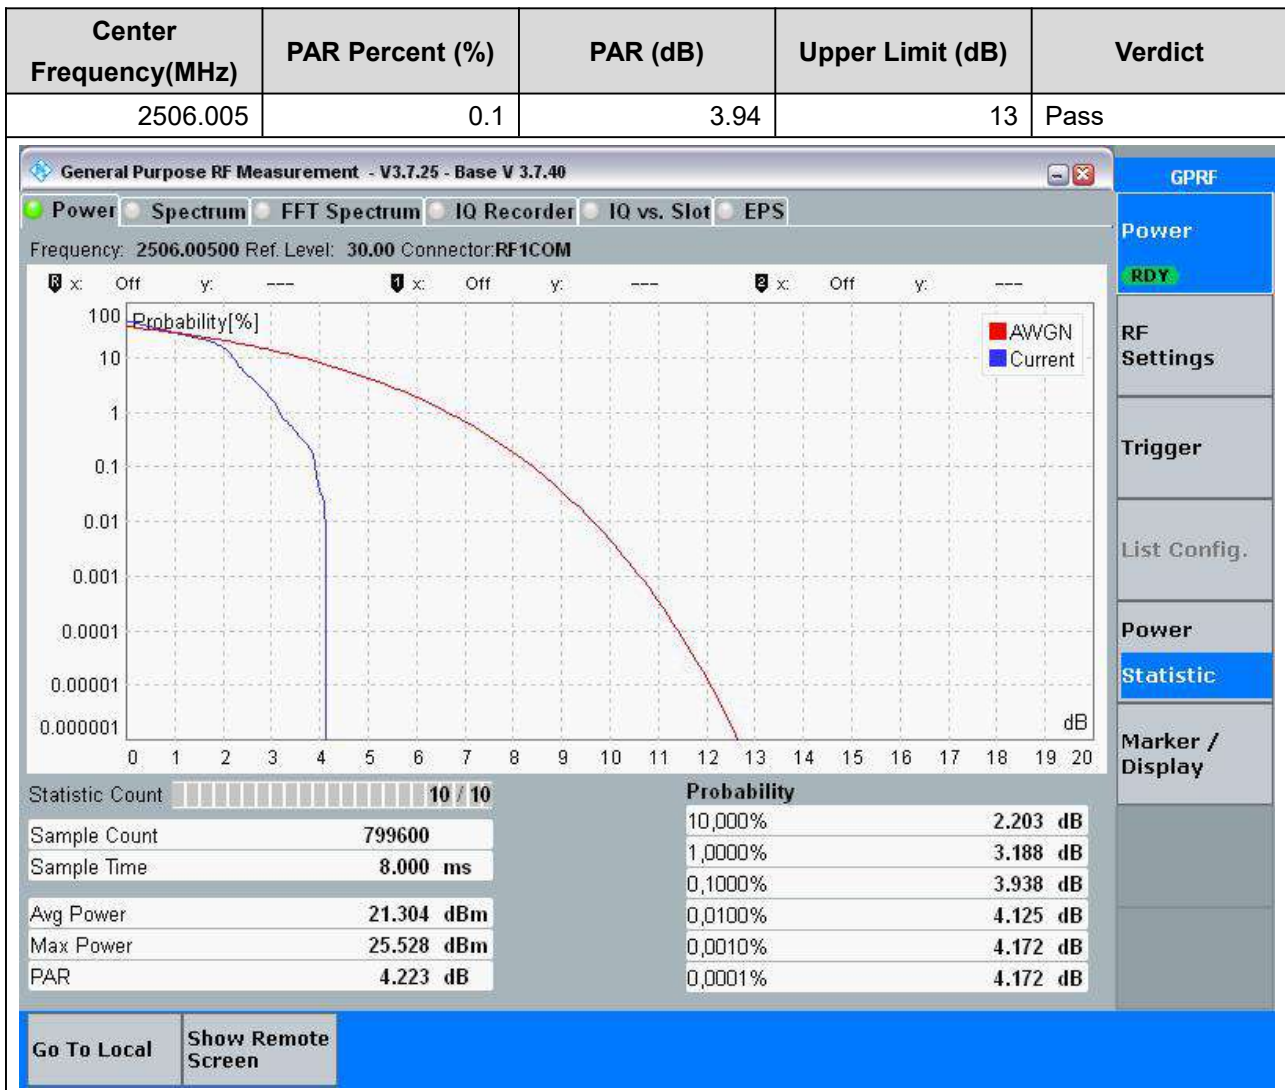 Center Frequency(MHz) PAR Percent (%) PAR (dB) Upper Limit (dB) Verdict
2506.005 0.1 3.94 13 Pass
General Purpose RF Measurement - V3.7.25 - Base V 3.7.40
GPRF
Power Spectrum FFT Spectrum IQ Recorder IQ vs. Slot EPS
Frequency: 2506.00500 Ref. Level: 30.00 Connector:RF1COM
R x: Off y: --- 1 x: Off y: --- 2 x: Off y: ---
Probability[%]
AWGN
Current
100
10
1
0.1
0.01
0.001
0.0001
0.00001
0.000001
dB
0 1 2 3 4 5 6 7 8 9 10 11 12 13 14 15 16 17 18 19 20
Statistic Count 10 / 10
Sample Count 799600
Sample Time 8.000 ms
Avg Power 21.304 dBm
Max Power 25.528 dBm
PAR 4.223 dB
Probability
10,000% 2.203 dB
1,0000% 3.188 dB
0,1000% 3.938 dB
0,0100% 4.125 dB
0,0010% 4.172 dB
0,0001% 4.172 dB
Power
RDY
RF
Settings
Trigger
List Config.
Power
Statistic
Marker /
Display
Go To Local
Show Remote
Screen